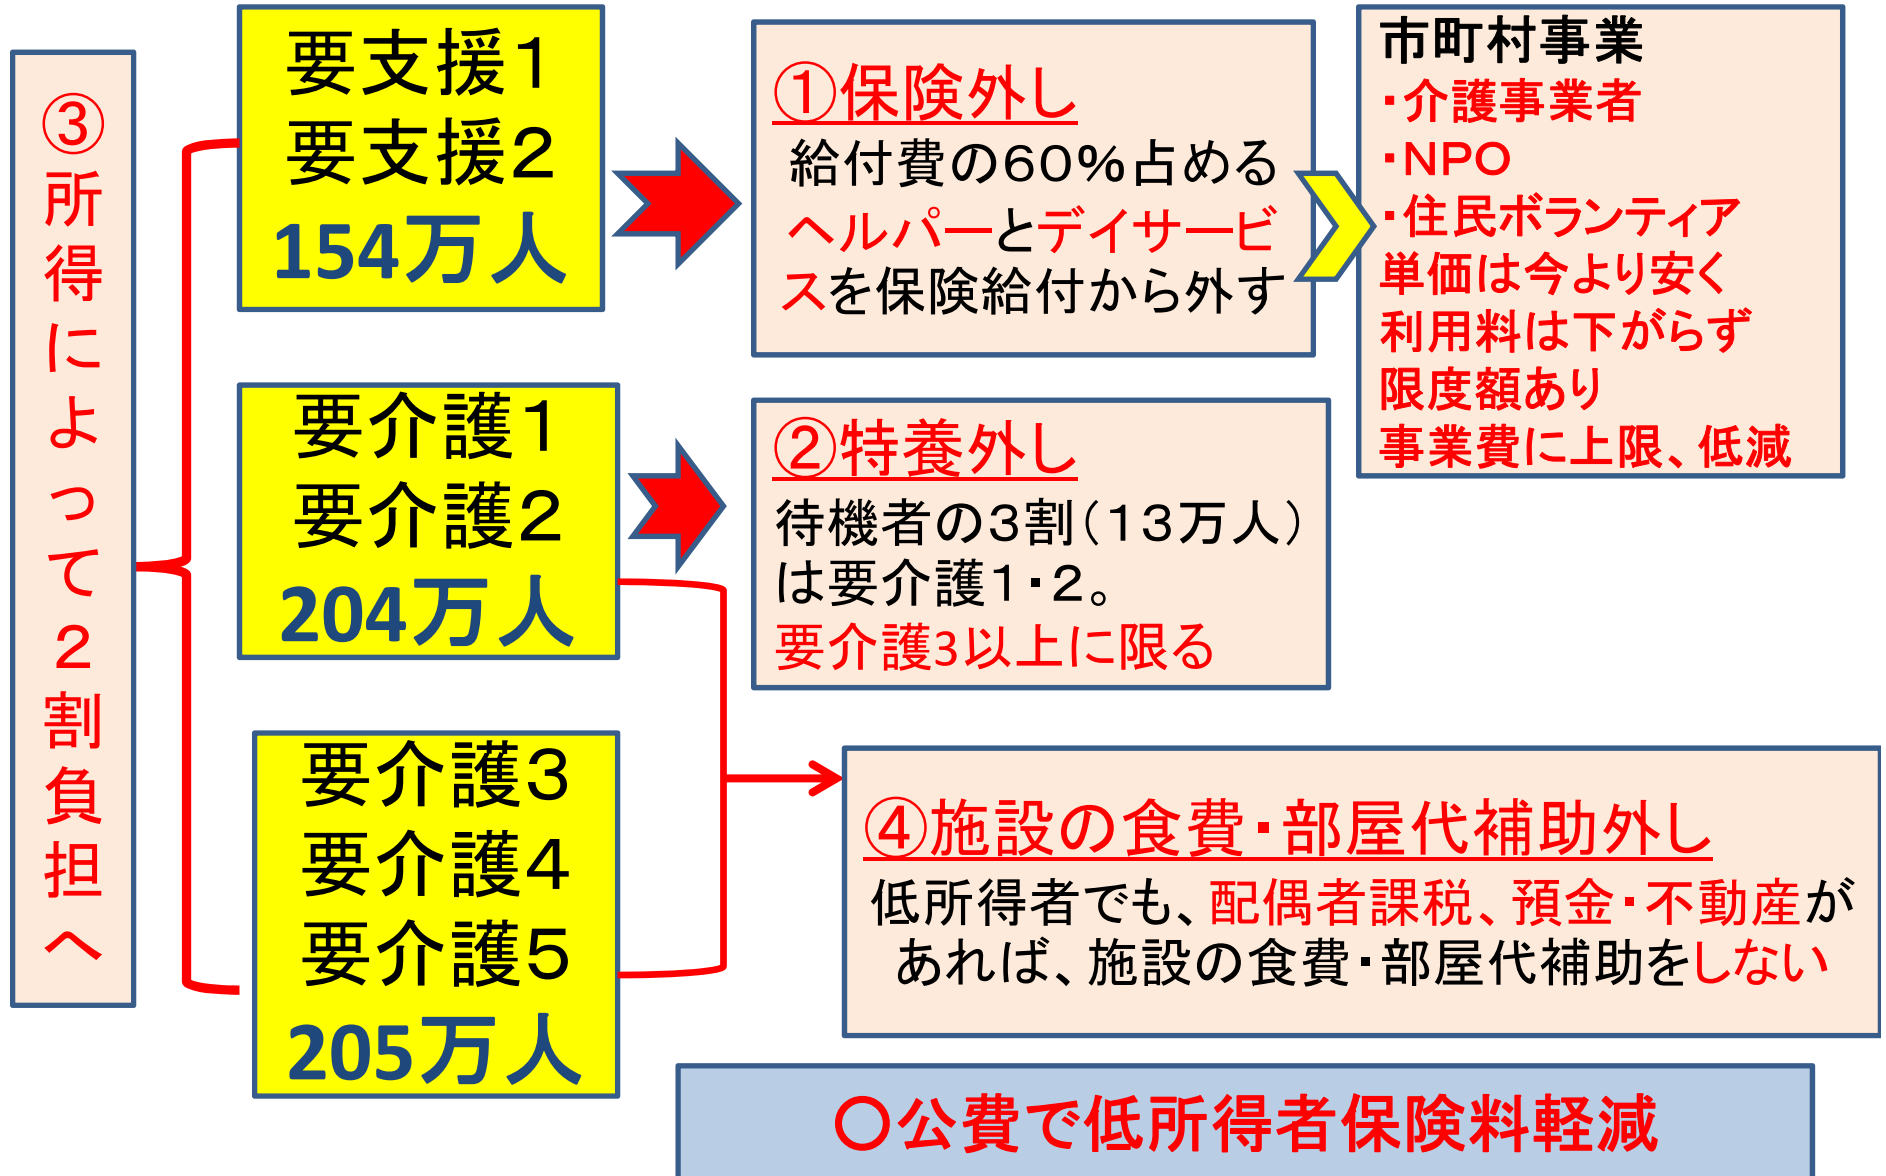 ③所得によって２割負担へ
要支援１
要支援２
154万人
①保険外し
給付費の６０％占める
ヘルパーとデイサービ
スを保険給付から外す
市町村事業
・介護事業者
・NPO
・住民ボランティア
単価は今より安く
利用料は下がらず
限度額あり
事業費に上限、低減
要介護１
要介護２
204万人
②特養外し
待機者の３割（１３万人）
は要介護１・２。
要介護3以上に限る
要介護３
要介護４
要介護５
205万人
④施設の食費・部屋代補助外し
低所得者でも、配偶者課税、預金・不動産が
あれば、施設の食費・部屋代補助をしない
〇公費で低所得者保険料軽減